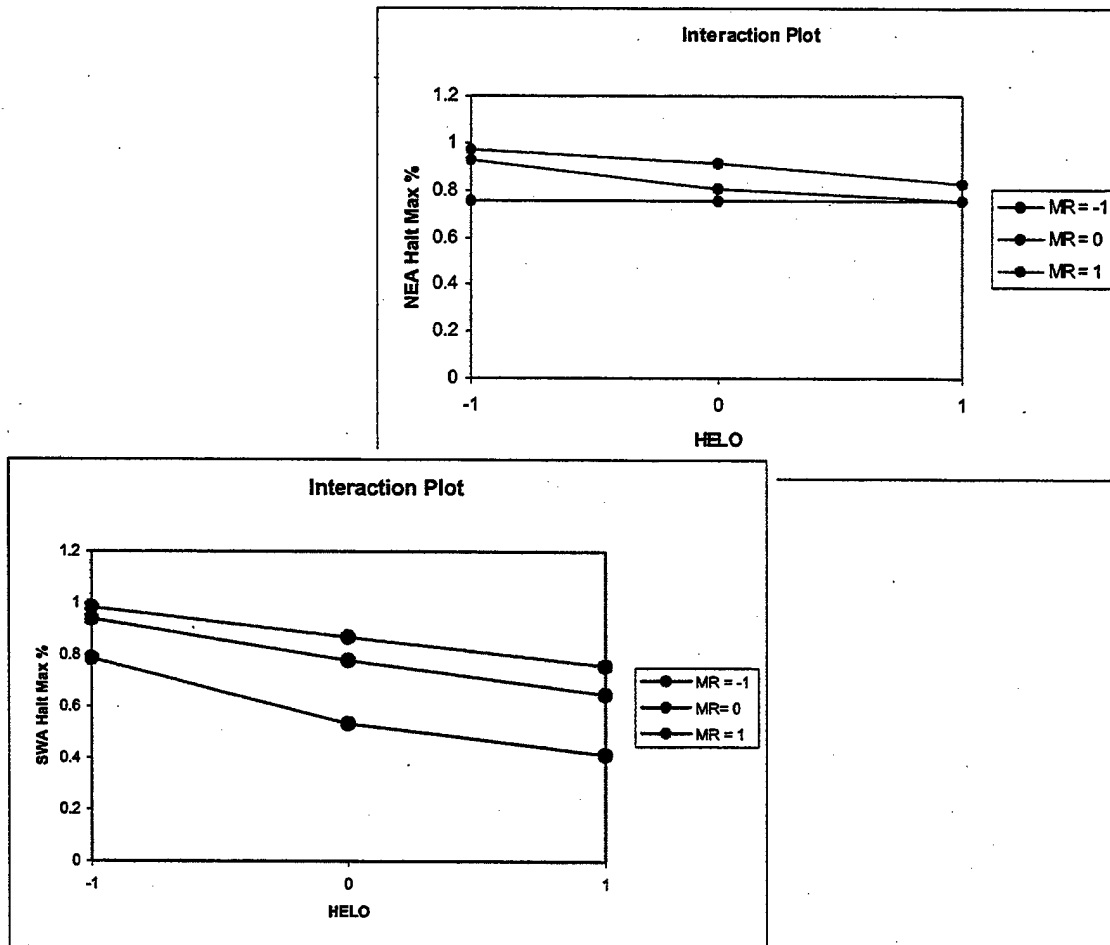 Interaction Plot
NEA Halt Max %
1.2
1
0.8
0.6
0.4
0.2
0
-1
0
1
HELO
MR = -1
MR = 0
MR = 1
Interaction Plot
SWA Halt Max %
1.2
1
0.8
0.6
0.4
0.2
0
-1
0
1
HELO
MR = -1
MR= 0
MR = 1